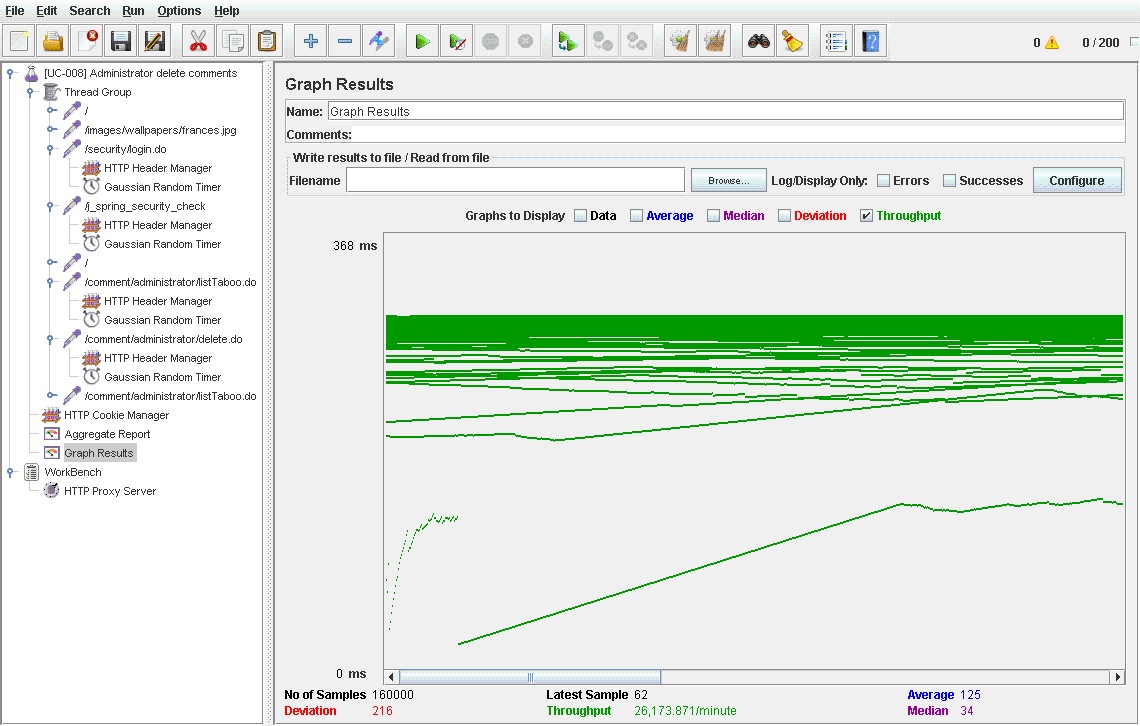 File Edit Search Run Options Help
0 0 / 200
[UC-008] Administrator delete comments
Thread Group
/
/images/wallpapers/frances.jpg
/security/login.do
HTTP Header Manager
Gaussian Random Timer
/j_spring_security_check
HTTP Header Manager
Gaussian Random Timer
/
/comment/administrator/listTaboo.do
HTTP Header Manager
Gaussian Random Timer
/comment/administrator/delete.do
HTTP Header Manager
Gaussian Random Timer
/comment/administrator/listTaboo.do
HTTP Cookie Manager
Aggregate Report
Graph Results
WorkBench
HTTP Proxy Server
Graph Results
Name: Graph Results
Comments:
Write results to file / Read from file
Filename Browse... Log/Display Only: Errors Successes Configure
Graphs to Display Data Average Median Deviation Throughput
368 ms
0 ms
No of Samples 160000 Latest Sample 62 Average 125
Deviation 216 Throughput 26,173.871/minute Median 34